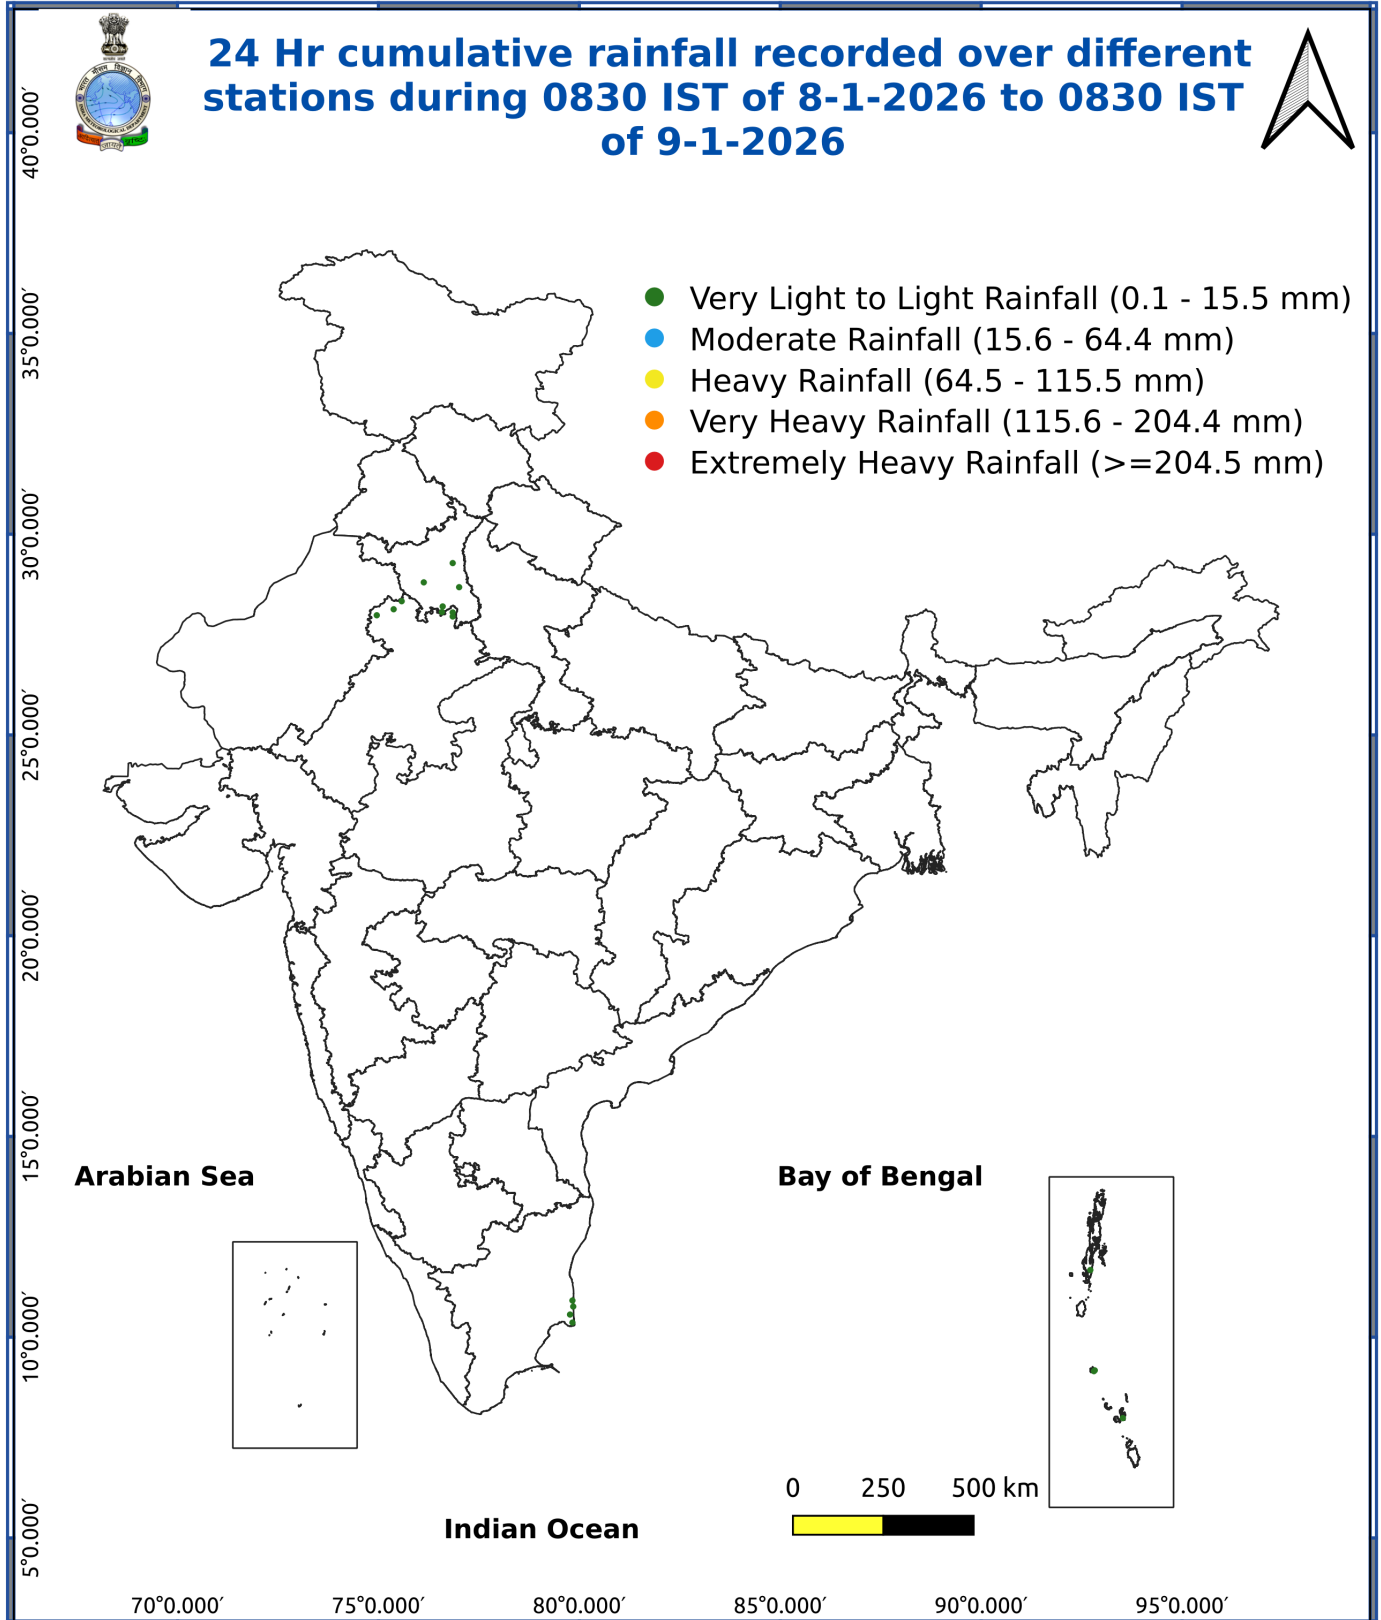 24 Hr cumulative rainfall recorded over different
stations during 0830 IST of 8-1-2026 to 0830 IST
of 9-1-2026
Very Light to Light Rainfall (0.1 - 15.5 mm)
Moderate Rainfall (15.6 - 64.4 mm)
Heavy Rainfall (64.5 - 115.5 mm)
Very Heavy Rainfall (115.6 - 204.4 mm)
Extremely Heavy Rainfall (>=204.5 mm)
40°0.000′
35°0.000′
30°0.000′
25°0.000′
20°0.000′
15°0.000′
10°0.000′
5°0.000′
Arabian Sea
Bay of Bengal
Indian Ocean
0 250 500 km
70°0.000′ 75°0.000′ 80°0.000′ 85°0.000′ 90°0.000′ 95°0.000′